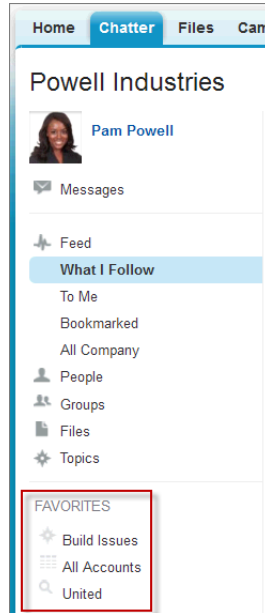 Home Chatter Files Cam
Powell Industries
Pam Powell
Messages
Feed
What I Follow
To Me
Bookmarked
All Company
People
Groups
Files
Topics
FAVORITES
Build Issues
All Accounts
United